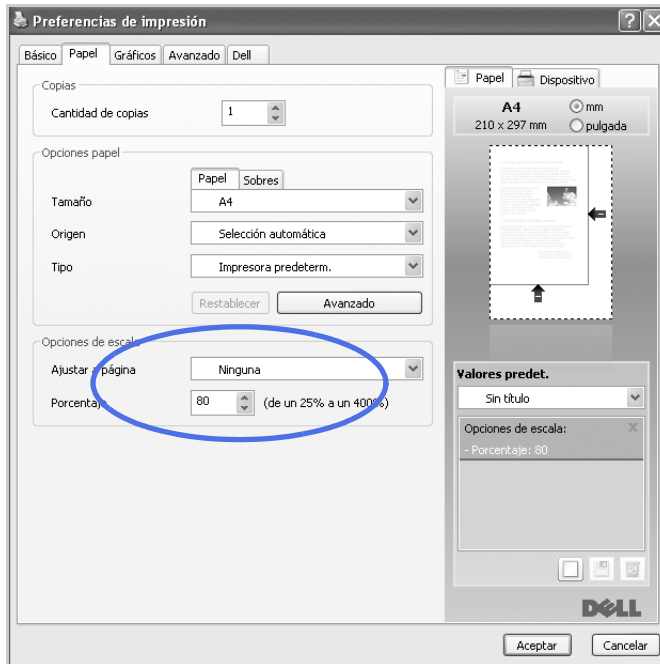 Preferencias de impresión
Básico Papel Gráficos Avanzado Dell
Copias
Cantidad de copias 1
Opciones papel
Papel Sobres
Tamaño A4
Origen Selección automática
Tipo Impresora predeterm.
Restablecer Avanzado
Opciones de escala
Ajustar a página Ninguna
Porcentaje 80 (de un 25% a un 400%)
Papel Dispositivo
A4 mm
210 x 297 mm pulgada
Valores predet.
Sin título
Opciones de escala:
- Porcentaje: 80
DELL
Aceptar Cancelar